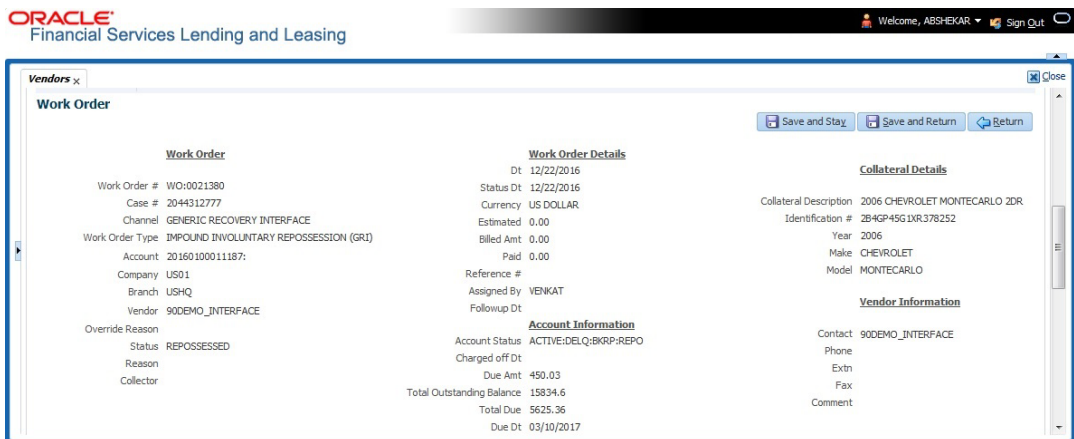 ORACLE
Financial Services Lending and Leasing
Welcome, ABSHEKAR
Sign Out
Vendors
Close
Work Order
Save and Stay
Save and Return
Return
Work Order
Work Order # WO:0021380
Case # 2044312777
Channel GENERIC RECOVERY INTERFACE
Work Order Type IMPOUND INVOLUNTARY REPOSSESSION (GRI)
Account 20160100011187:
Company US01
Branch USHQ
Vendor 90DEMO_INTERFACE
Override Reason
Status REPOSSESSED
Reason
Collector
Work Order Details
Dt 12/22/2016
Status Dt 12/22/2016
Currency US DOLLAR
Estimated 0.00
Billed Amt 0.00
Paid 0.00
Reference #
Assigned By VENKAT
Followup Dt
Account Information
Account Status ACTIVE:DELQ:BKRP:REPO
Charged off Dt
Due Amt 450.03
Total Outstanding Balance 15834.6
Total Due 5625.36
Due Dt 03/10/2017
Collateral Details
Collateral Description 2006 CHEVROLET MONTECARLO 2DR
Identification # 2B4GP45G1XR378252
Year 2006
Make CHEVROLET
Model MONTECARLO
Vendor Information
Contact 90DEMO_INTERFACE
Phone
Extn
Fax
Comment